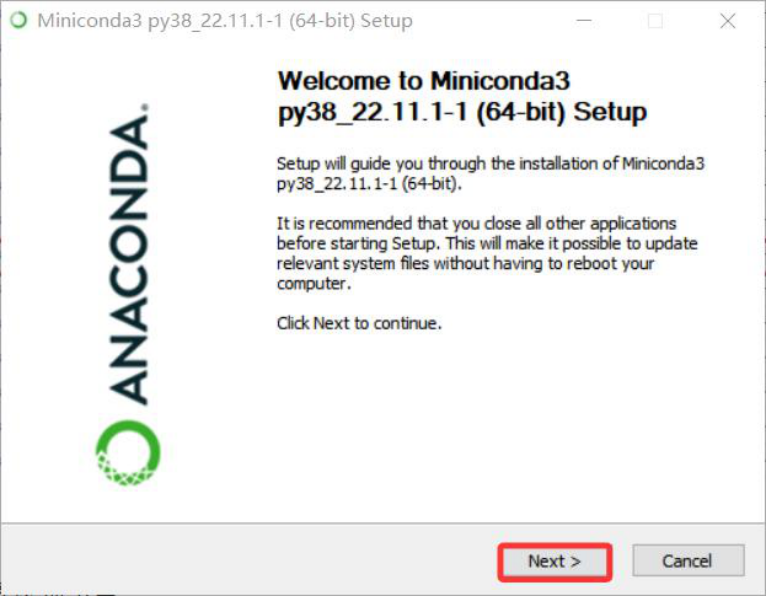 Miniconda3 py38_22.11.1-1 (64-bit) Setup
Welcome to Miniconda3
py38_22.11.1-1 (64-bit) Setup
Setup will guide you through the installation of Miniconda3
py38_22.11.1-1 (64-bit).
It is recommended that you close all other applications
before starting Setup. This will make it possible to update
relevant system files without having to reboot your
computer.
Click Next to continue.
ANACONDA.
Next >
Cancel